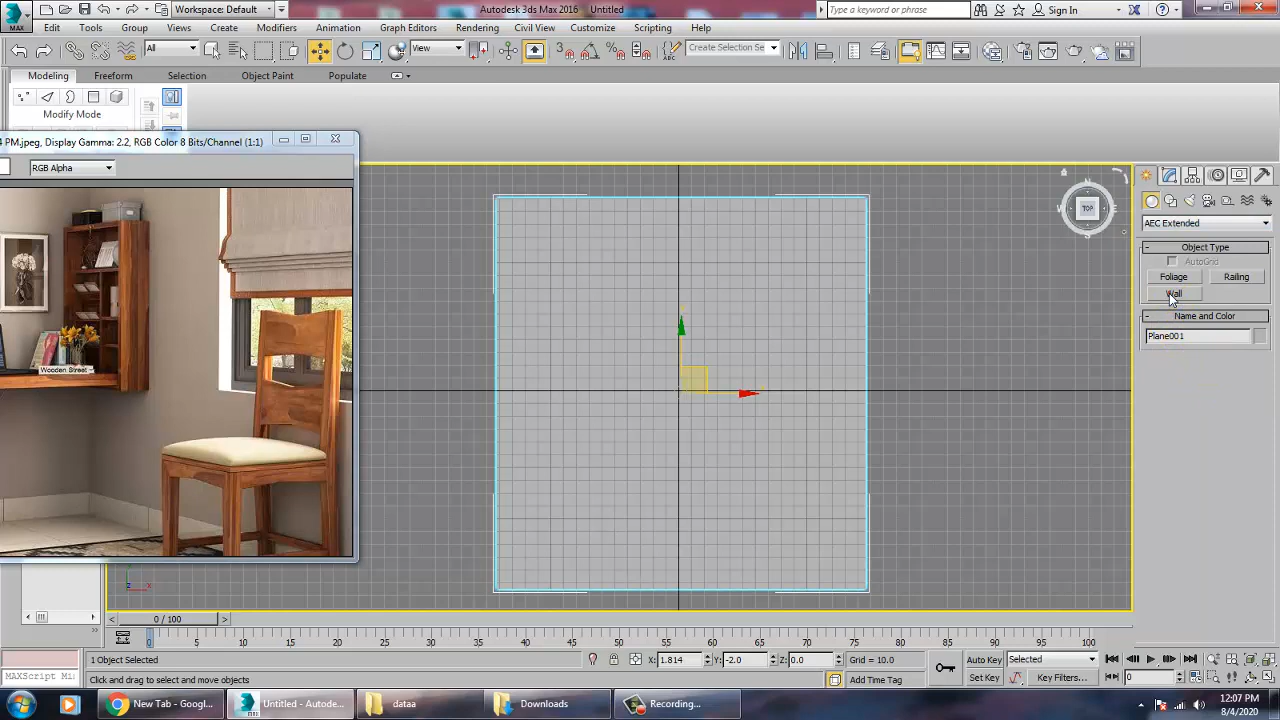 MAX
Workspace: Default
Autodesk 3ds Max 2016
Untitled
Type a keyword or phrase
Sign In
Edit
Tools
Group
Views
Create
Modifiers
Animation
Graph Editors
Rendering
Civil View
Customize
Scripting
Help
All
View
Create Selection Se
Modeling
Freeform
Selection
Object Paint
Populate
Modify Mode
PM.jpeg, Display Gamma: 2.2, RGB Color 8 Bits/Channel (1:1)
RGB Alpha
TOP
AEC Extended
Object Type
AutoGrid
Foliage
Railing
Wall
Name and Color
Plane001
Wooden Street
0 / 100
0
5
10
15
20
25
30
35
40
45
50
55
60
65
70
75
80
85
90
95
100
1 Object Selected
X: 1.814
Y: -2.0
Z: 0.0
Grid = 10.0
Auto Key
Selected
MAXScript Mi
Click and drag to select and move objects
Add Time Tag
Set Key
Key Filters...
0
New Tab - Googl...
Untitled - Autode...
dataa
Downloads
Recording...
12:07 PM
8/4/2020